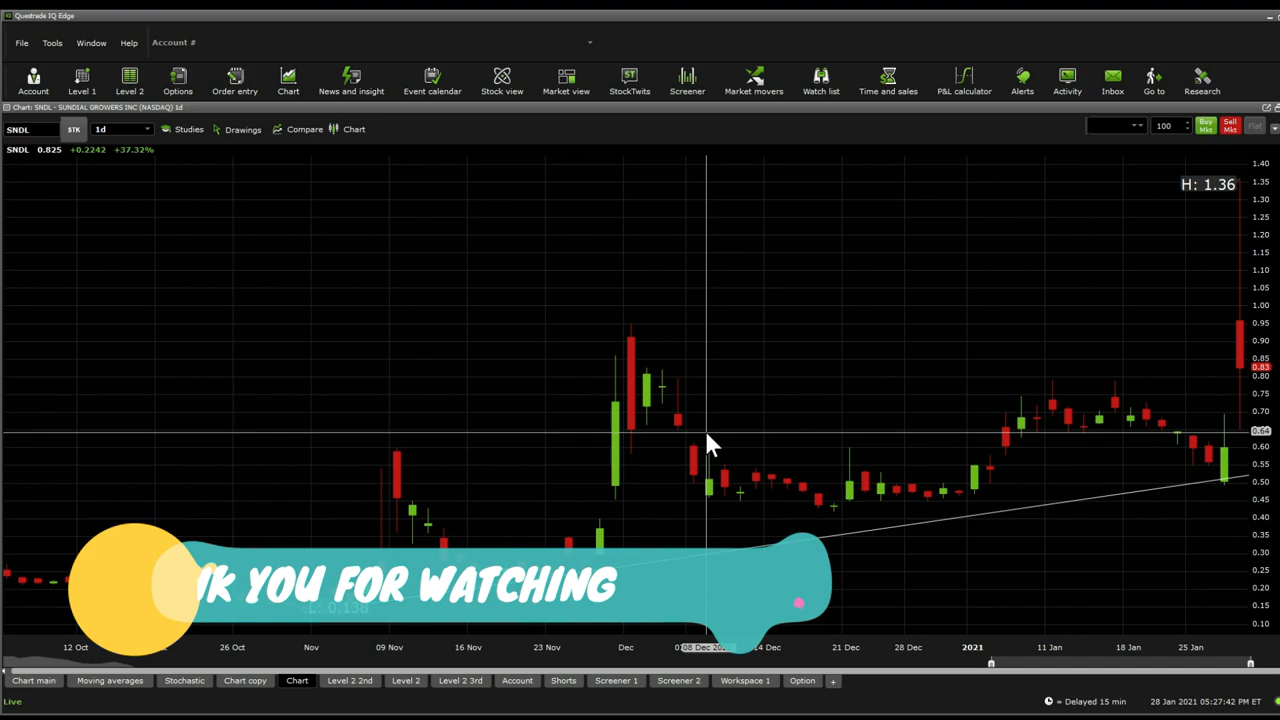 Questrade IQ Edge
File Tools Window Help Account #
Account Level 1 Level 2 Options Order entry Chart News and insight Event calendar Stock view Market view StockTwits Screener Market movers Watch list Time and sales P&L calculator Alerts Activity Inbox Go to Research
Chart: SNDL - SUNDIAL GROWERS INC (NASDAQ) 1d
SNDL STK 1d Studies Drawings Compare Chart 100 Buy Mkt Sell Mkt Flat
SNDL 0.825 +0.2242 +37.32%
1.40
H: 1.36
1.35
1.30
1.25
1.20
1.15
1.10
1.05
1.00
0.95
0.90
0.85
0.83
0.80
0.75
0.70
0.64
0.60
0.55
0.50
0.45
0.40
0.35
0.30
0.25
0.20
0.15
0.10
IK YOU FOR WATCHING
L: 0.138
12 Oct 26 Oct 09 Nov 16 Nov 23 Nov Dec 08 Dec 14 Dec 21 Dec 28 Dec 2021 11 Jan 18 Jan 25 Jan
Chart main Moving averages Stochastic Chart copy Chart Level 2 2nd Level 2 Level 2 3rd Account Shorts Screener 1 Screener 2 Workspace 1 Option +
Live = Delayed 15 min 28 Jan 2021 05:27:42 PM ET